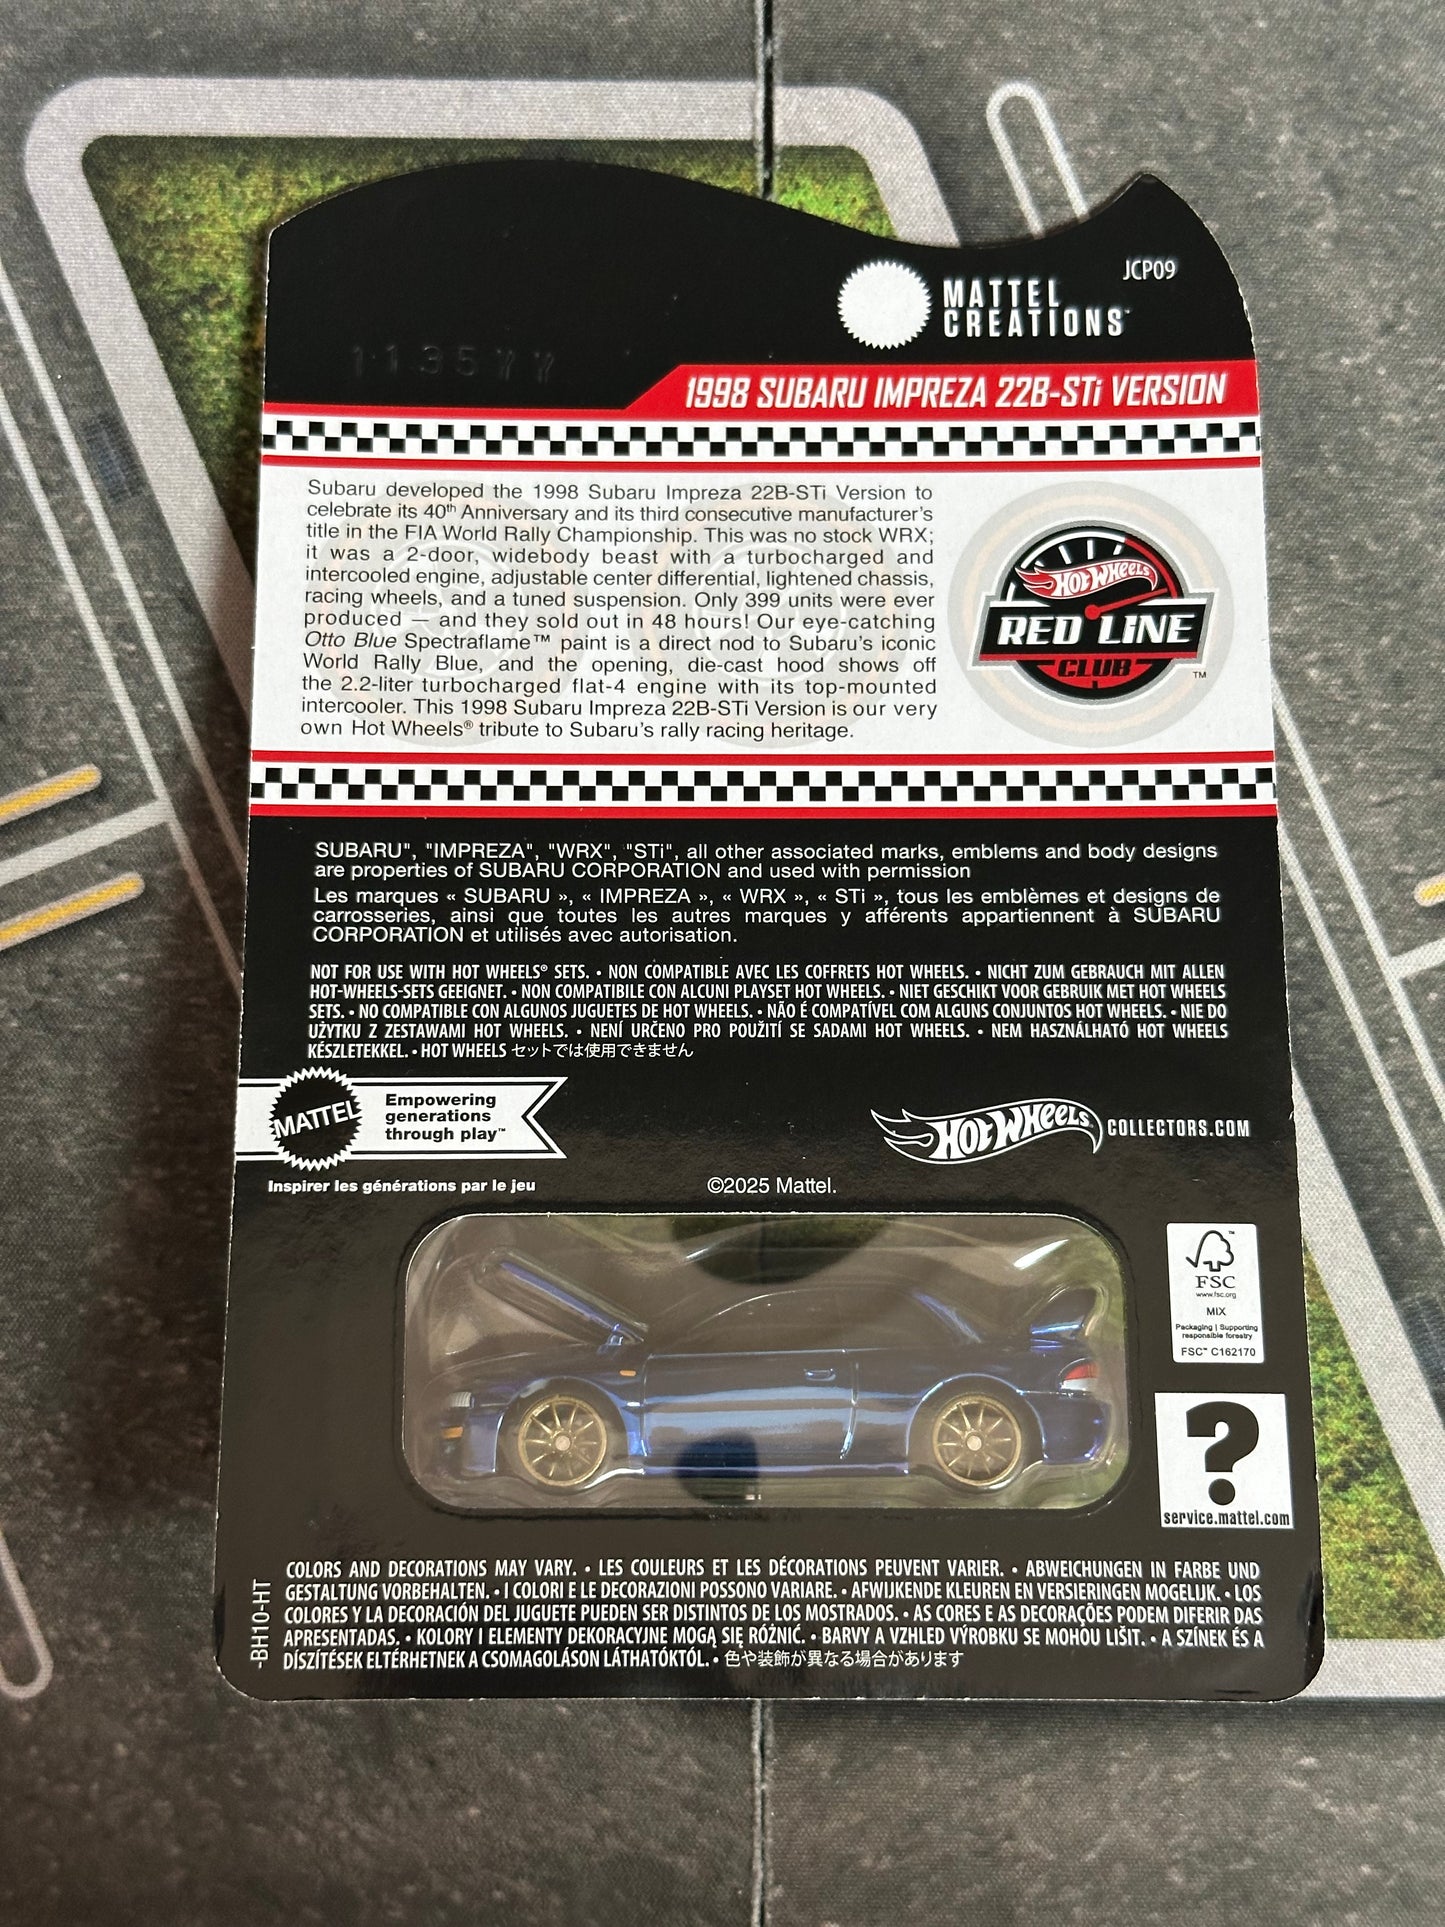 JCP09
MATTEL
CREATIONS™
1998 SUBARU IMPREZA 22B-STi VERSION
Subaru developed the 1998 Subaru Impreza 22B-STi Version to
celebrate its 40th Anniversary and its third consecutive manufacturer's
title in the FIA World Rally Championship. This was no stock WRX;
it was a 2-door, widebody beast with a turbocharged and
intercooled engine, adjustable center differential, lightened chassis,
racing wheels, and a tuned suspension. Only 399 units were ever
produced — and they sold out in 48 hours! Our eye-catching
Otto Blue Spectraflame™ paint is a direct nod to Subaru's iconic
World Rally Blue, and the opening, die-cast hood shows off
the 2.2-liter turbocharged flat-4 engine with its top-mounted
intercooler. This 1998 Subaru Impreza 22B-STi Version is our very
own Hot Wheels® tribute to Subaru's rally racing heritage.
HOT WHEELS
RED LINE
CLUB
™
SUBARU", "IMPREZA", "WRX", "STi", all other associated marks, emblems and body designs
are properties of SUBARU CORPORATION and used with permission
Les marques « SUBARU », « IMPREZA », « WRX », « STi », tous les emblèmes et designs de
carrosseries, ainsi que toutes les autres marques y afférents appartiennent à SUBARU
CORPORATION et utilisés avec autorisation.
NOT FOR USE WITH HOT WHEELS® SETS. • NON COMPATIBLE AVEC LES COFFRETS HOT WHEELS. • NICHT ZUM GEBRAUCH MIT ALLEN
HOT-WHEELS-SETS GEEIGNET. • NON COMPATIBILE CON ALCUNI PLAYSET HOT WHEELS. • NIET GESCHIKT VOOR GEBRUIK MET HOT WHEELS
SETS. • NO COMPATIBLE CON ALGUNOS JUGUETES DE HOT WHEELS. • NÃO É COMPATÍVEL COM ALGUNS CONJUNTOS HOT WHEELS. • NIE DO
UŻYTKU Z ZESTAWAMI HOT WHEELS. • NENÍ URČENO PRO POUŽITÍ SE SADAMI HOT WHEELS. • NEM HASZNÁLHATÓ HOT WHEELS
KÉSZLETEKKEL. • HOT WHEELS セットでは使用できません
MATTEL
Empowering
generations
through play™
Inspirer les générations par le jeu
HOT WHEELS COLLECTORS.COM
©2025 Mattel.
FSC
www.fsc.org
MIX
Packaging | Supporting
responsible forestry
FSC™ C162170
?
service.mattel.com
-BH10-HT
COLORS AND DECORATIONS MAY VARY. • LES COULEURS ET LES DÉCORATIONS PEUVENT VARIER. • ABWEICHUNGEN IN FARBE UND
GESTALTUNG VORBEHALTEN. • I COLORI E LE DECORAZIONI POSSONO VARIARE. • AFWIJKENDE KLEUREN EN VERSIERINGEN MOGELIJK. • LOS
COLORES Y LA DECORACIÓN DEL JUGUETE PUEDEN SER DISTINTOS DE LOS MOSTRADOS. • AS CORES E AS DECORAÇÕES PODEM DIFERIR DAS
APRESENTADAS. • KOLORY I ELEMENTY DEKORACYJNE MOGĄ SIĘ RÓŻNIĆ. • BARVY A VZHLED VÝROBKU SE MOHOU LIŠIT. • A SZÍNEK ÉS A
DÍSZÍTÉSEK ELTÉRHETNEK A CSOMAGOLÁSON LÁTHATÓKTÓL. • 色や装飾が異なる場合があります